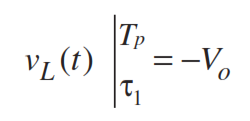 v_L(t) |^{T_p}_{τ_1} = −V_o